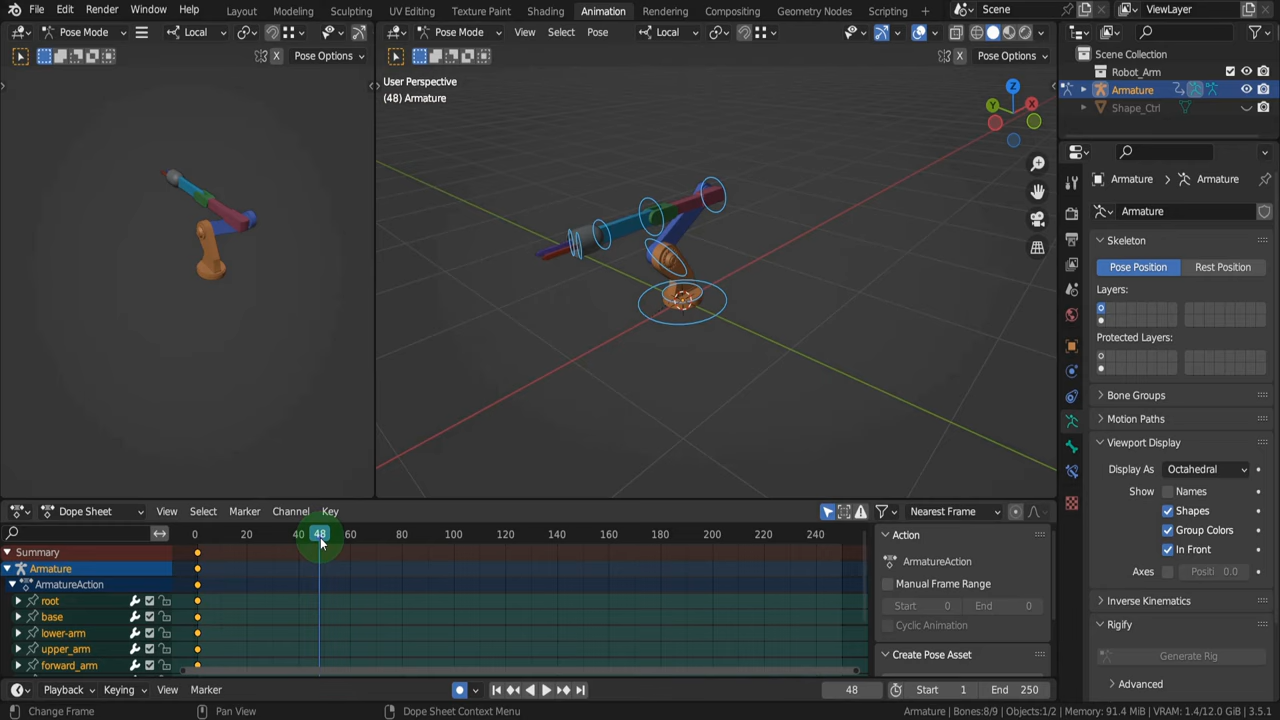 File Edit Render Window Help Layout Modeling Sculpting UV Editing Texture Paint Shading Animation Rendering Compositing Geometry Nodes Scripting Scene ViewLayer
Pose Mode Local Pose Mode View Select Pose Local
X Pose Options X Pose Options
Scene Collection
Robot_Arm
Armature
Shape_Ctrl
User Perspective
(48) Armature
Z
Y
X
Armature > Armature
Armature
Skeleton
Pose Position Rest Position
Layers:
Protected Layers:
Bone Groups
Motion Paths
Viewport Display
Display As Octahedral
Show Names
Shapes
Group Colors
In Front
Axes Positi 0.0
Inverse Kinematics
Rigify
Generate Rig
Advanced
Dope Sheet View Select Markers Channel Key Nearest Frame
0 20 40 48 60 80 100 120 140 160 180 200 220 240
Summary
Armature
ArmatureAction
root
base
lower-arm
upper_arm
forward_arm
Action
ArmatureAction
Manual Frame Range
Start 0 End 0
Cyclic Animation
Create Pose Asset
Playback Keying View Marker 48 Start 1 End 250
Change Frame Pan View Dope Sheet Context Menu Armature | Bones:8/9 | Objects:1/2 | Memory: 91.4 MiB | VRAM: 1.4/12.0 GiB | 3.5.1